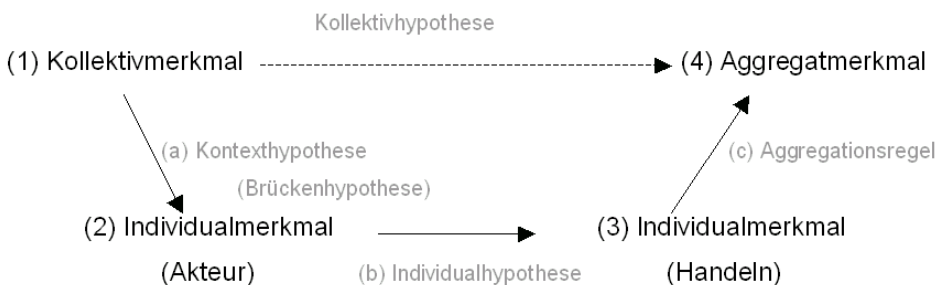 Kollektivhypothese
(1) Kollektivmerkmal
(4) Aggregatmerkmal
(a) Kontexthypothese
(c) Aggregationsregel
(Brückenhypothese)
(2) Individualmerkmal
(3) Individualmerkmal
(Akteur)
(b) Individualhypothese
(Handeln)